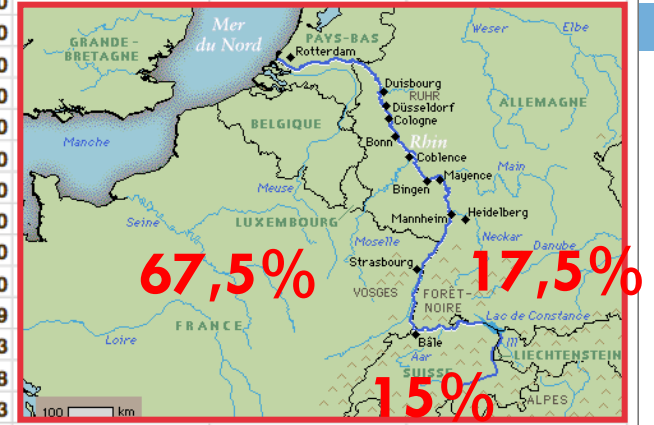 Mer
du Nord
Weser
Elbe
GRANDE-
BRETAGNE
PAYS-BAS
Rotterdam
Duisbourg
RUHR
Düsseldorf
Cologne
ALLEMAGNE
BELGIQUE
Manche
Bonn
Rhin
Coblence
Main
Mayence
Bingen
Meuse
Seine
LUXEMBOURG
Mannheim
Heidelberg
Neckar
Danube
Moselle
Strasbourg
67,5%
17,5%
VOSGES
FORÊT-
NOIRE
Lac de Constance
FRANCE
Loire
Bâle
Ill
Aar
LIECHTENSTEIN
SUISSE
15%
ALPES
100
km